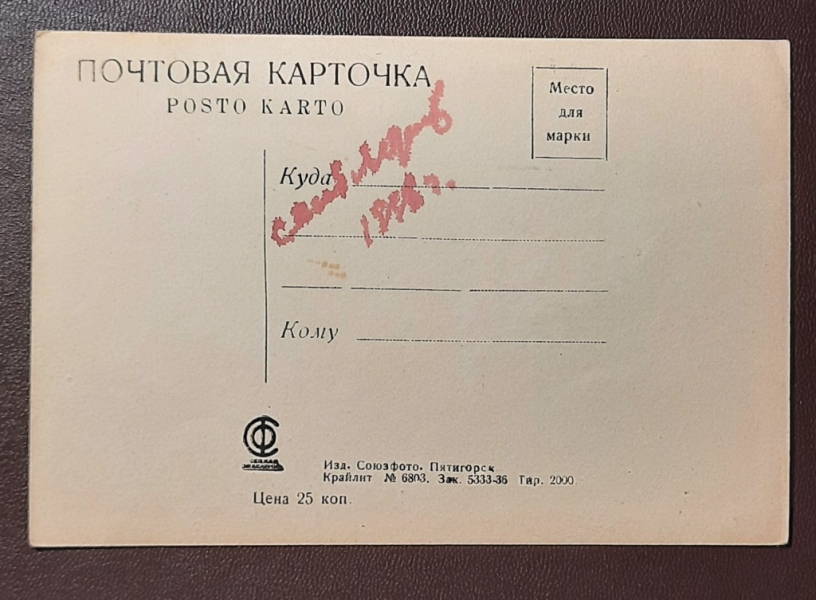 ПОЧТОВАЯ КАРТОЧКА
POSTO KARTO
Место
для
марки
Куда
Кому
Изд. Союзфото. Пятигорск
Крайлит № 6803. Зак. 5333-36 Тир. 2000
Цена 25 коп.